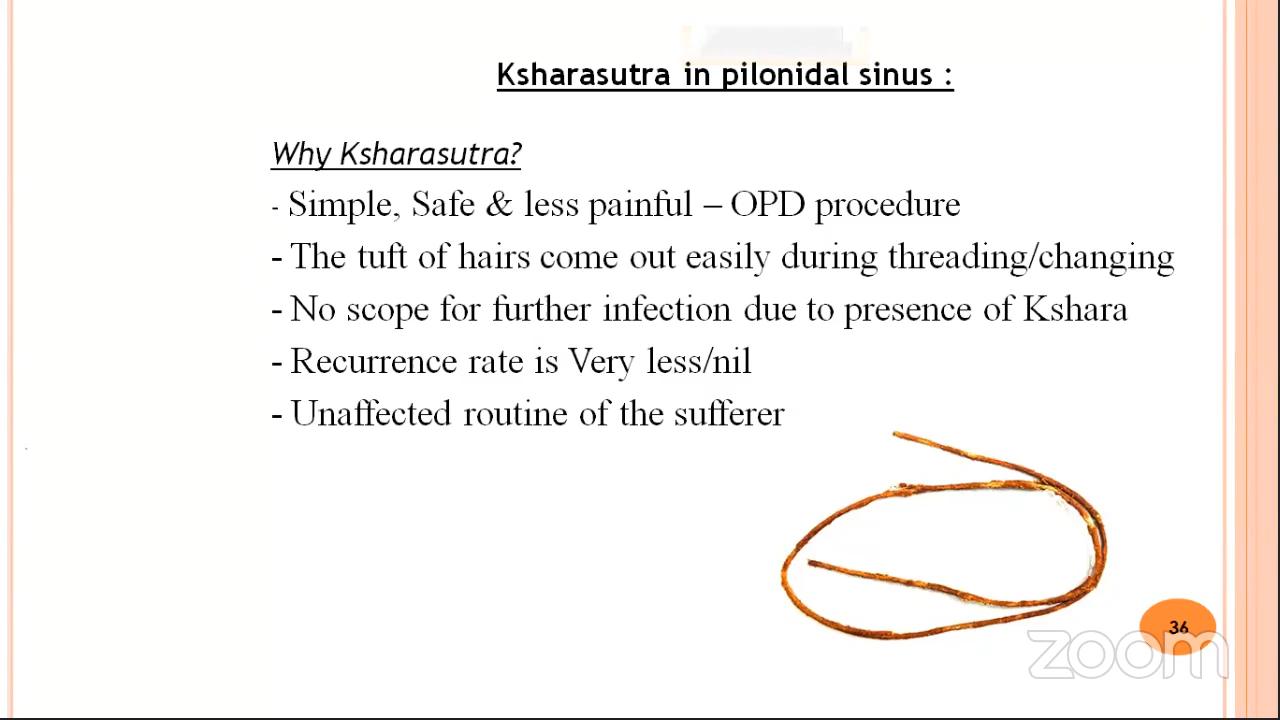 Ksharasutra in pilonidal sinus :
Why Ksharasutra?
- Simple, Safe & less painful – OPD procedure
- The tuft of hairs come out easily during threading/changing
- No scope for further infection due to presence of Kshara
- Recurrence rate is Very less/nil
- Unaffected routine of the sufferer
36
zoom